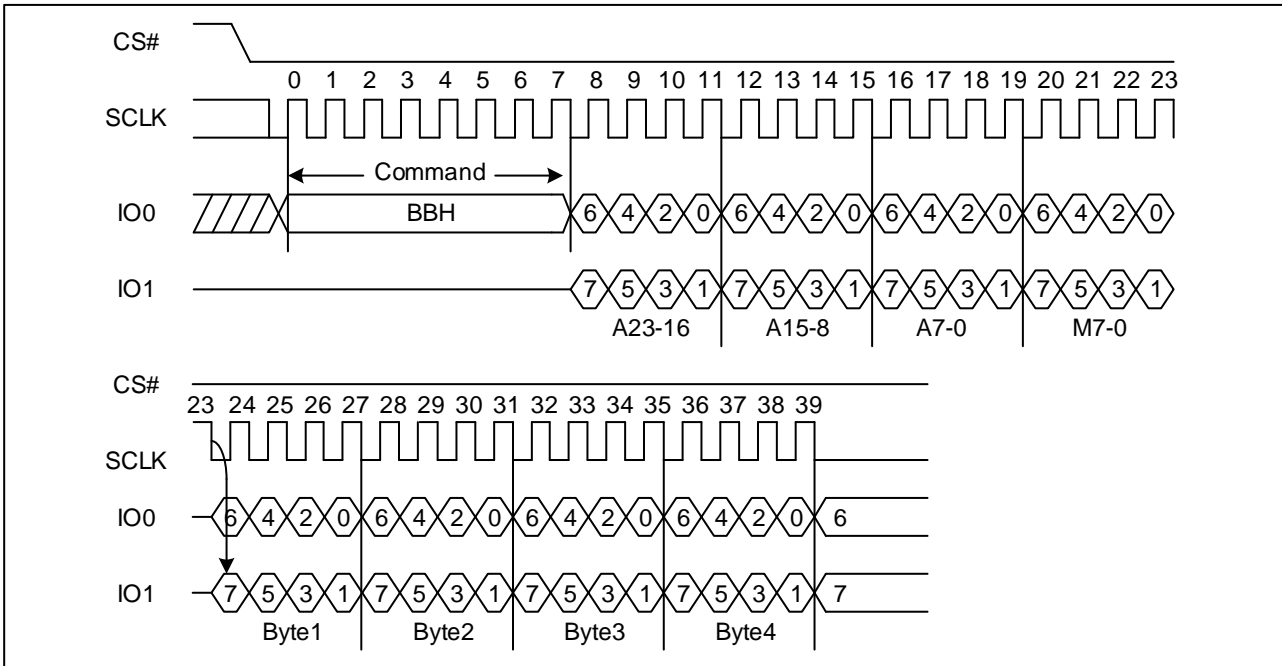 CS#
0 1 2 3 4 5 6 7 8 9 10 11 12 13 14 15 16 17 18 19 20 21 22 23
SCLK
Command
IO0 BBH 6 4 2 0 6 4 2 0 6 4 2 0 6 4 2 0
IO1 7 5 3 1 7 5 3 1 7 5 3 1 7 5 3 1
A23-16 A15-8 A7-0 M7-0
CS#
23 24 25 26 27 28 29 30 31 32 33 34 35 36 37 38 39
SCLK
IO0 6 4 2 0 6 4 2 0 6 4 2 0 6 4 2 0 6
IO1 7 5 3 1 7 5 3 1 7 5 3 1 7 5 3 1 7
Byte1 Byte2 Byte3 Byte4